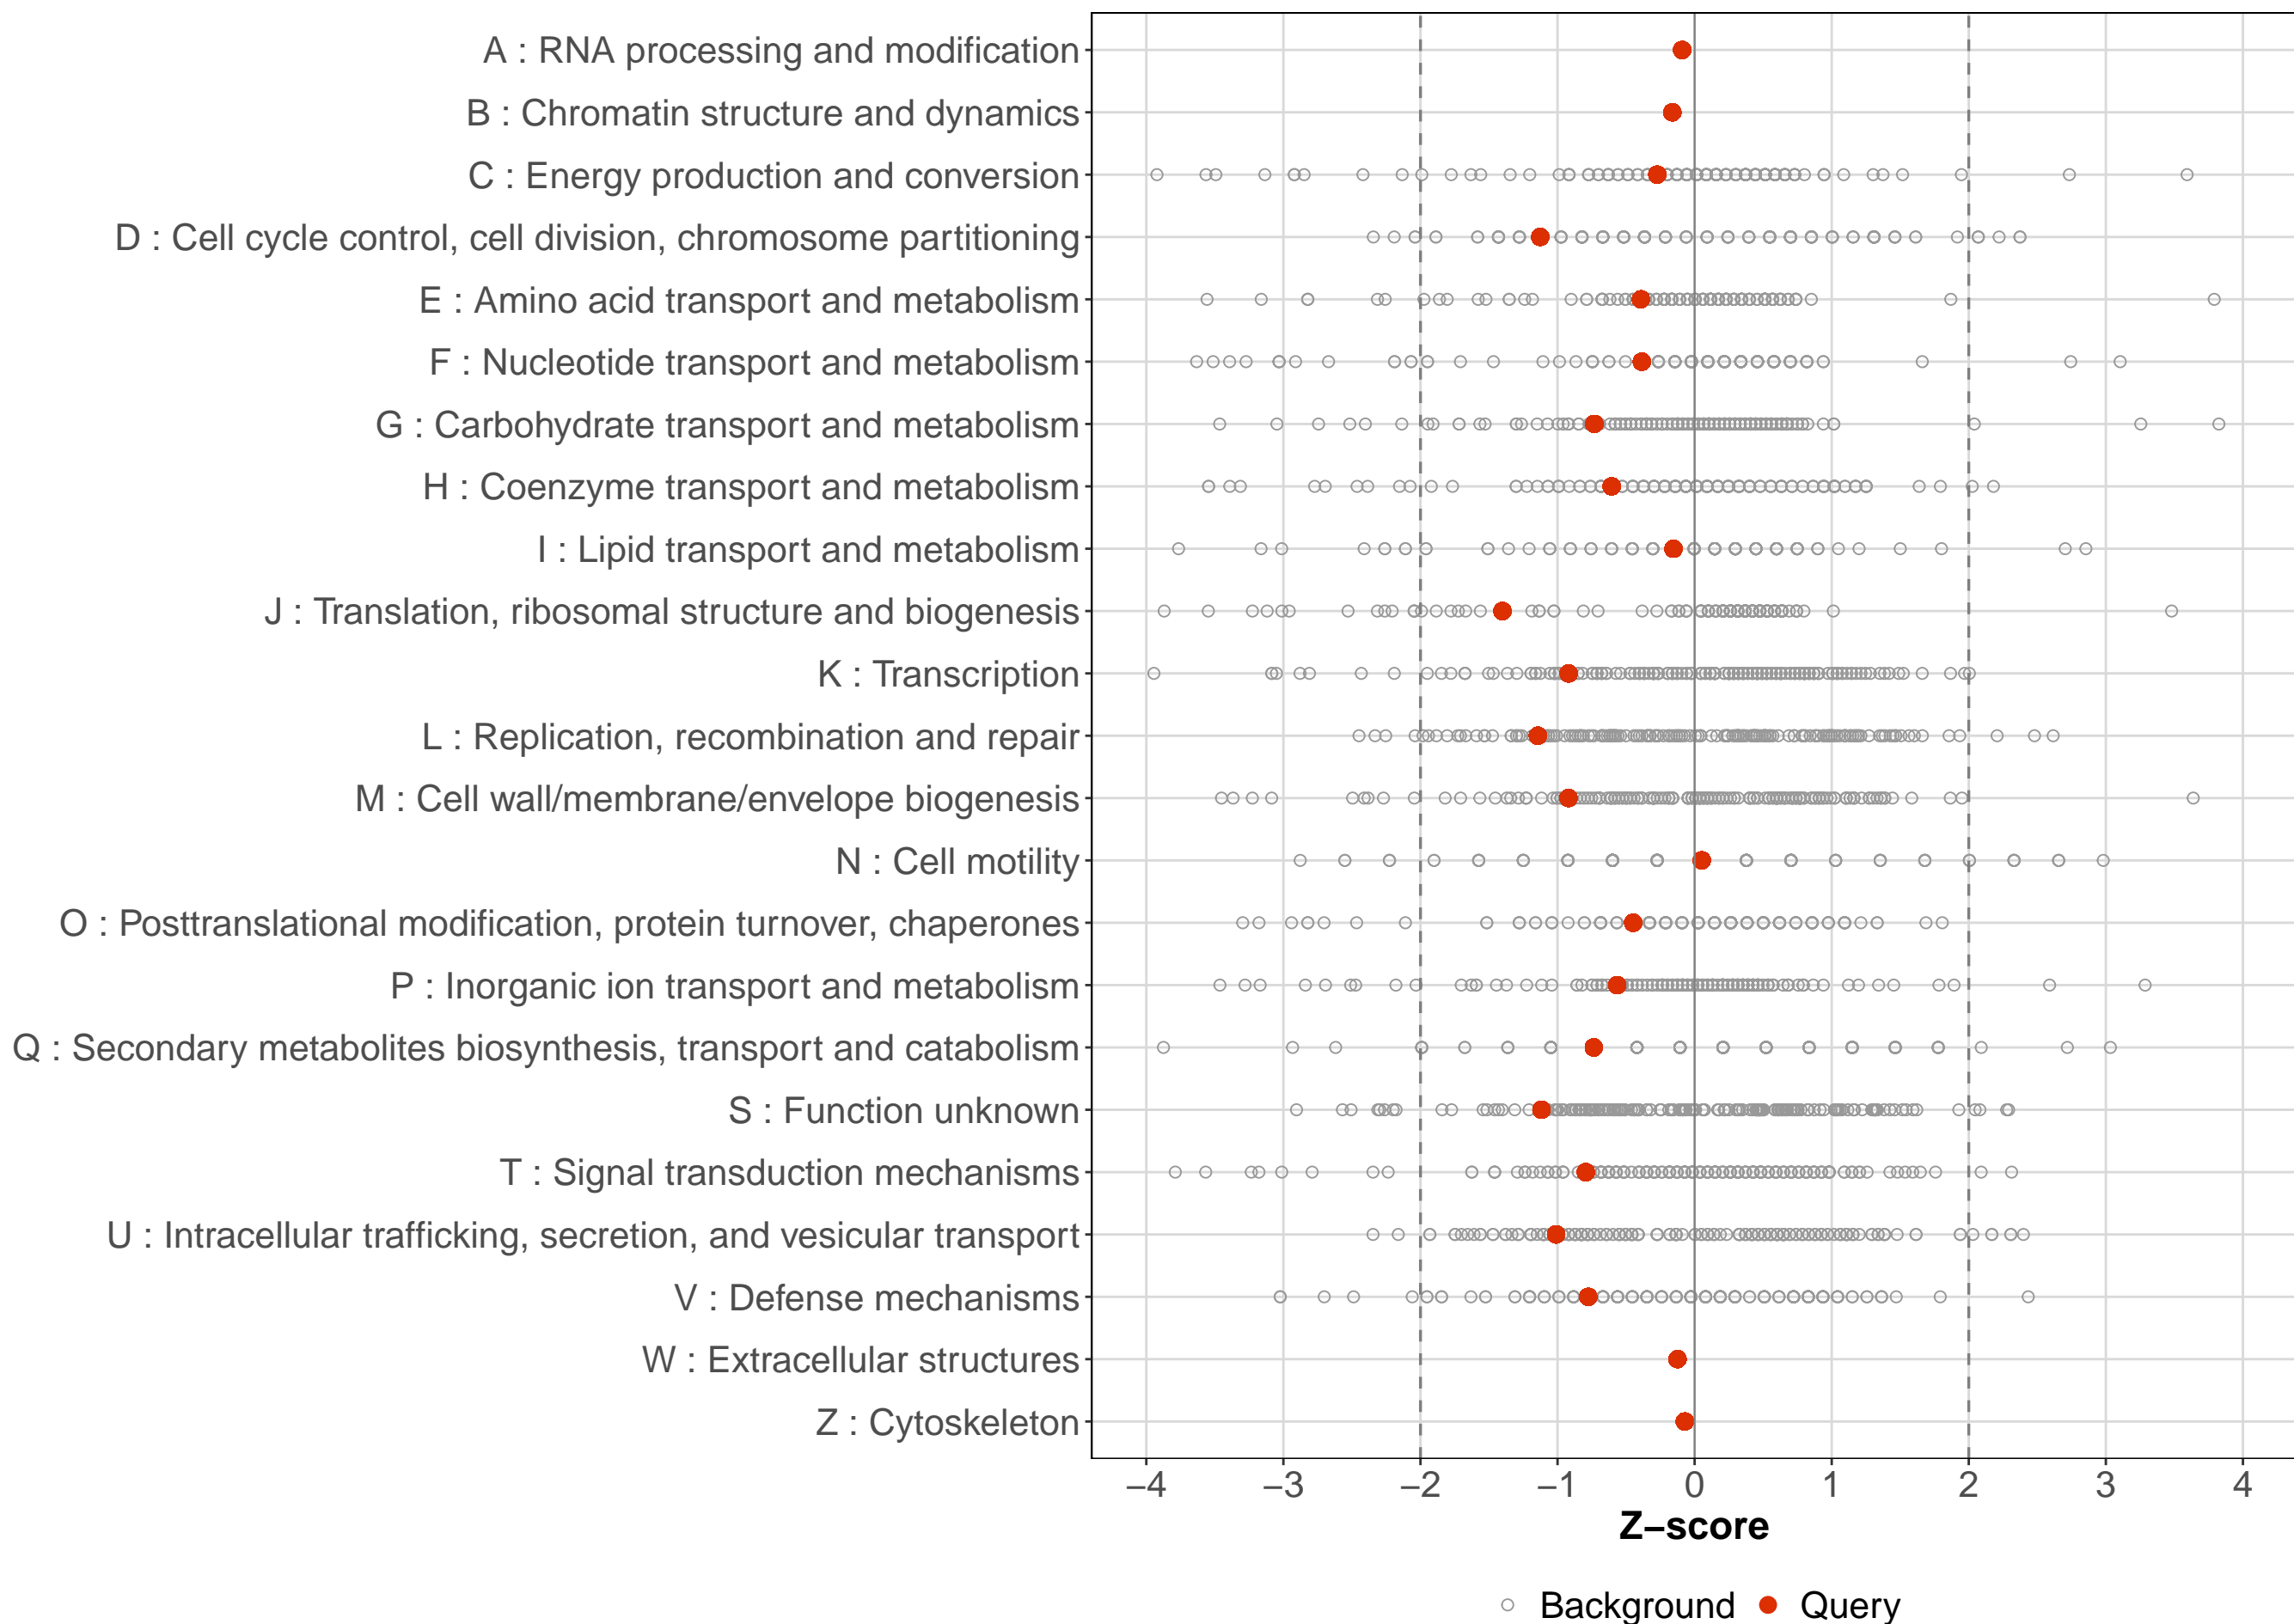 A : RNA processing and modification
B : Chromatin structure and dynamics
C : Energy production and conversion
D : Cell cycle control, cell division, chromosome partitioning
E : Amino acid transport and metabolism
F : Nucleotide transport and metabolism
G : Carbohydrate transport and metabolism
H : Coenzyme transport and metabolism
I : Lipid transport and metabolism
J : Translation, ribosomal structure and biogenesis
K : Transcription
L : Replication, recombination and repair
M : Cell wall/membrane/envelope biogenesis
N : Cell motility
O : Posttranslational modification, protein turnover, chaperones
P : Inorganic ion transport and metabolism
Q : Secondary metabolites biosynthesis, transport and catabolism
S : Function unknown
T : Signal transduction mechanisms
U : Intracellular trafficking, secretion, and vesicular transport
V : Defense mechanisms
W : Extracellular structures
Z : Cytoskeleton
−4 −3 −2 −1 0 1 2 3 4
Z−score
Background Query